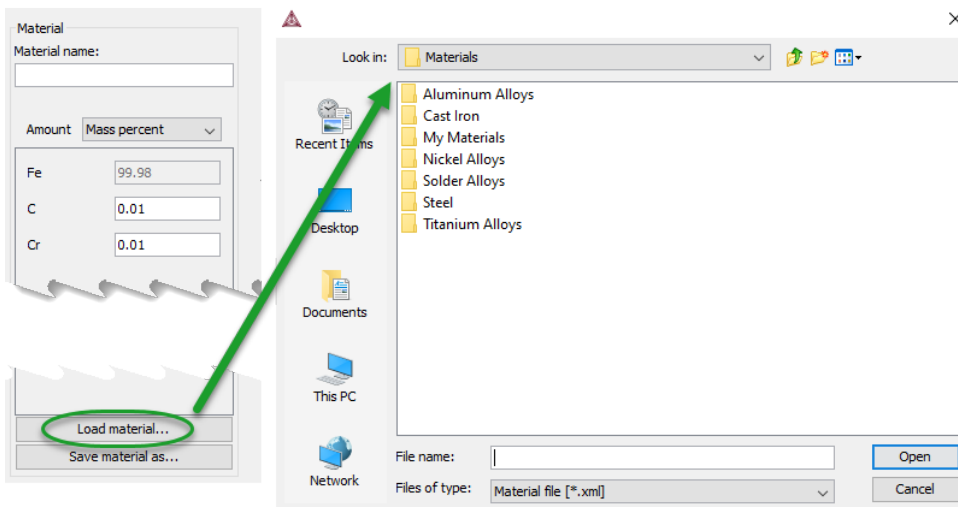 Material
Material name:
Amount Mass percent
Fe 99.98
C 0.01
Cr 0.01
Load material...
Save material as...
Look in: Materials
Recent Items
Desktop
Documents
This PC
Network
Aluminum Alloys
Cast Iron
My Materials
Nickel Alloys
Solder Alloys
Steel
Titanium Alloys
File name:
Open
Files of type: Material file [*.xml]
Cancel